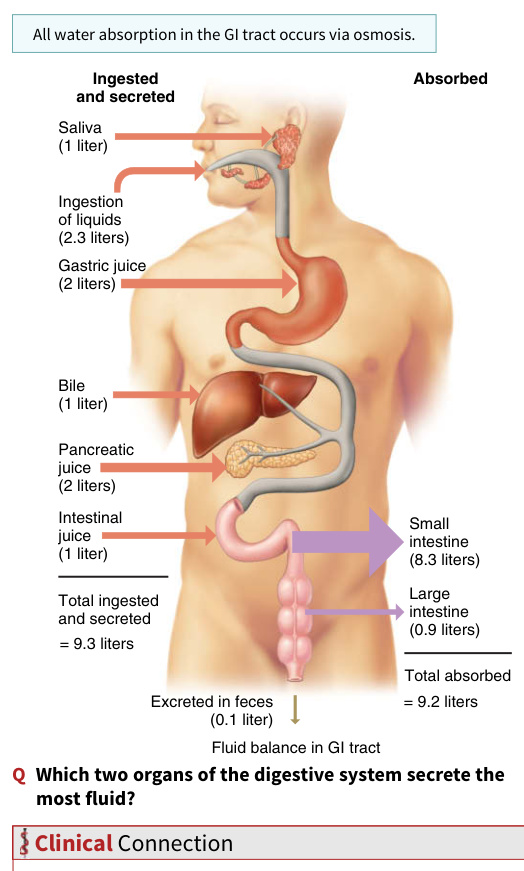 All water absorption in the GI tract occurs via osmosis.
Ingested
and secreted
Absorbed
Saliva
(1 liter)
Ingestion
of liquids
(2.3 liters)
Gastric juice
(2 liters)
Bile
(1 liter)
Pancreatic
juice
(2 liters)
Intestinal
juice
(1 liter)
Total ingested
and secreted
= 9.3 liters
Small
intestine
(8.3 liters)
Large
intestine
(0.9 liters)
Total absorbed
= 9.2 liters
Excreted in feces
(0.1 liter)
Fluid balance in GI tract
Q Which two organs of the digestive system secrete the
most fluid?
Clinical Connection